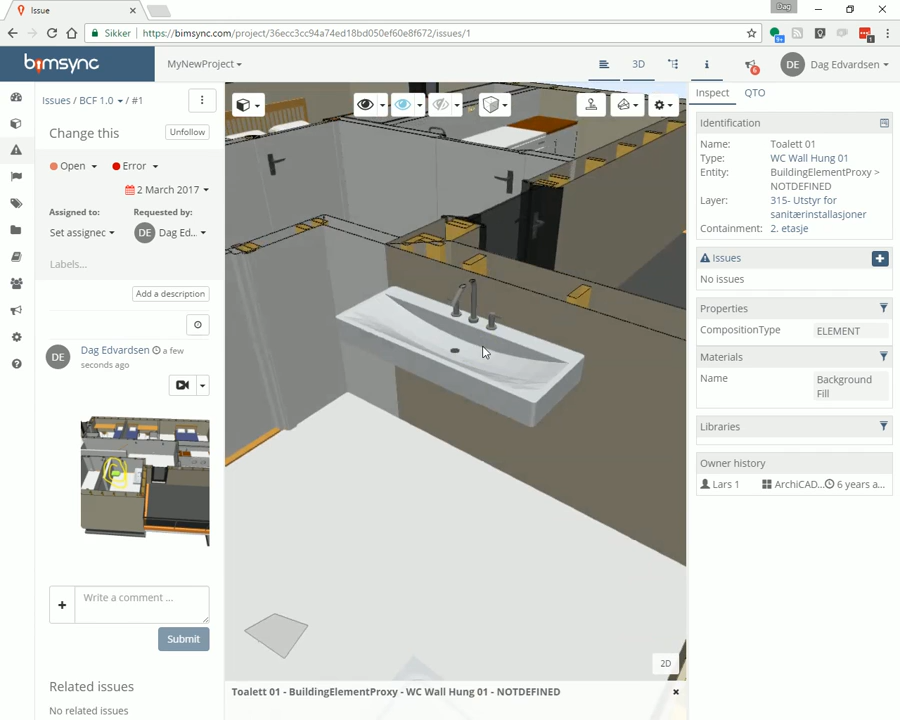 Issue
Dag
Sikker
https://bimsync.com/project/36ecc3cc94a74ed18bd050ef60e8f672/issues/1
9+
1
bimsync
MyNewProject
3D
6
DE
Dag Edvardsen
Issues / BCF 1.0 / #1
Change this
Unfollow
Open
Error
2 March 2017
Assigned to:
Requested by:
Set assignee
DE
Dag Ed...
Labels...
Add a description
DE
Dag Edvardsen
a few
seconds ago
+
Write a comment ...
Submit
Related issues
No related issues
2D
Toalett 01 - BuildingElementProxy - WC Wall Hung 01 - NOTDEFINED
Inspect
QTO
Identification
Name: Toalett 01
Type: WC Wall Hung 01
Entity: BuildingElementProxy >
NOTDEFINED
Layer: 315- Utstyr for
sanitærinstallasjoner
Containment: 2. etasje
Issues
No issues
Properties
CompositionType ELEMENT
Materials
Name Background
Fill
Libraries
Owner history
Lars 1
ArchiCAD...
6 years a...